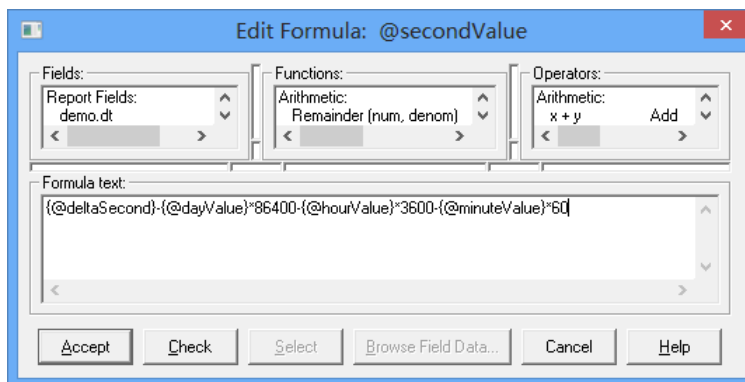 Edit Formula: @secondValue
Fields:
Report Fields:
demo.dt
Functions:
Arithmetic:
Remainder (num, denom)
Operators:
Arithmetic:
x + y Add
Formula text:
{@deltaSecond}-{@dayValue}*86400-{@hourValue}*3600-{@minuteValue}*60
Accept
Check
Select
Browse Field Data...
Cancel
Help